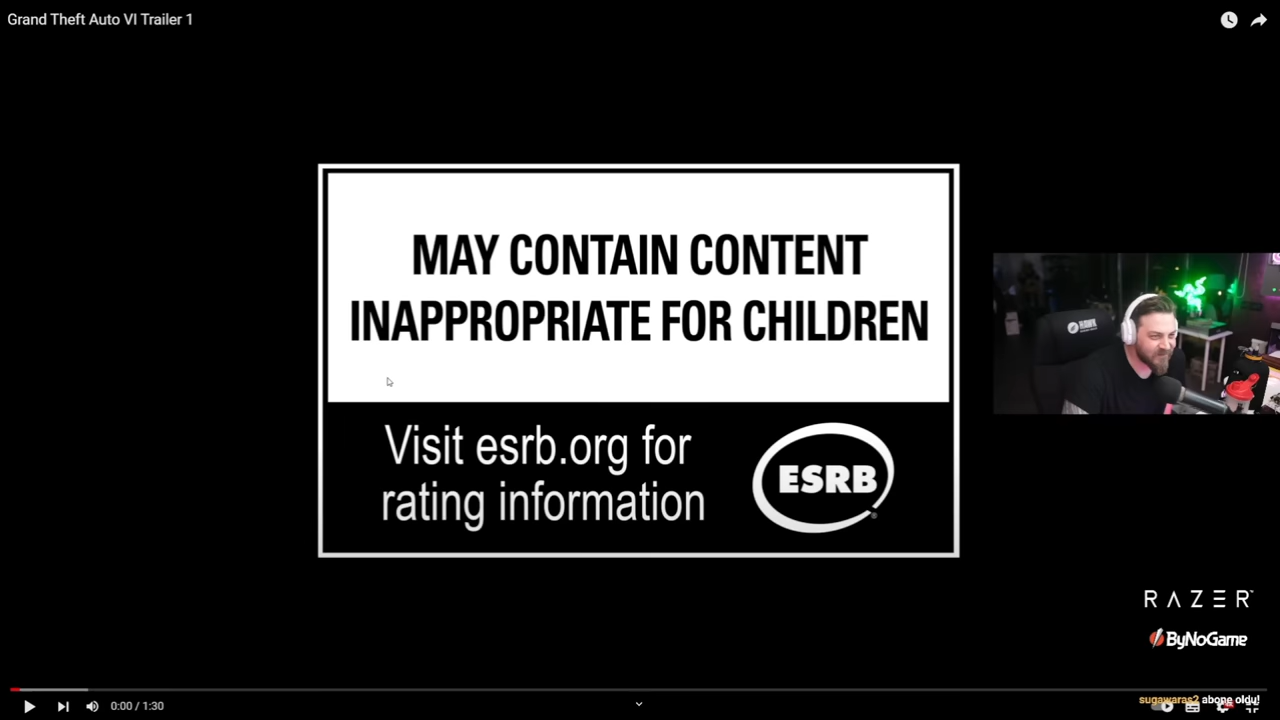 Grand Theft Auto VI Trailer 1
MAY CONTAIN CONTENT
INAPPROPRIATE FOR CHILDREN
Visit esrb.org for
rating information
ESRB
HAWK
RAZER
ByNoGame
sugawaras2 abone oldu!
0:00 / 1:30